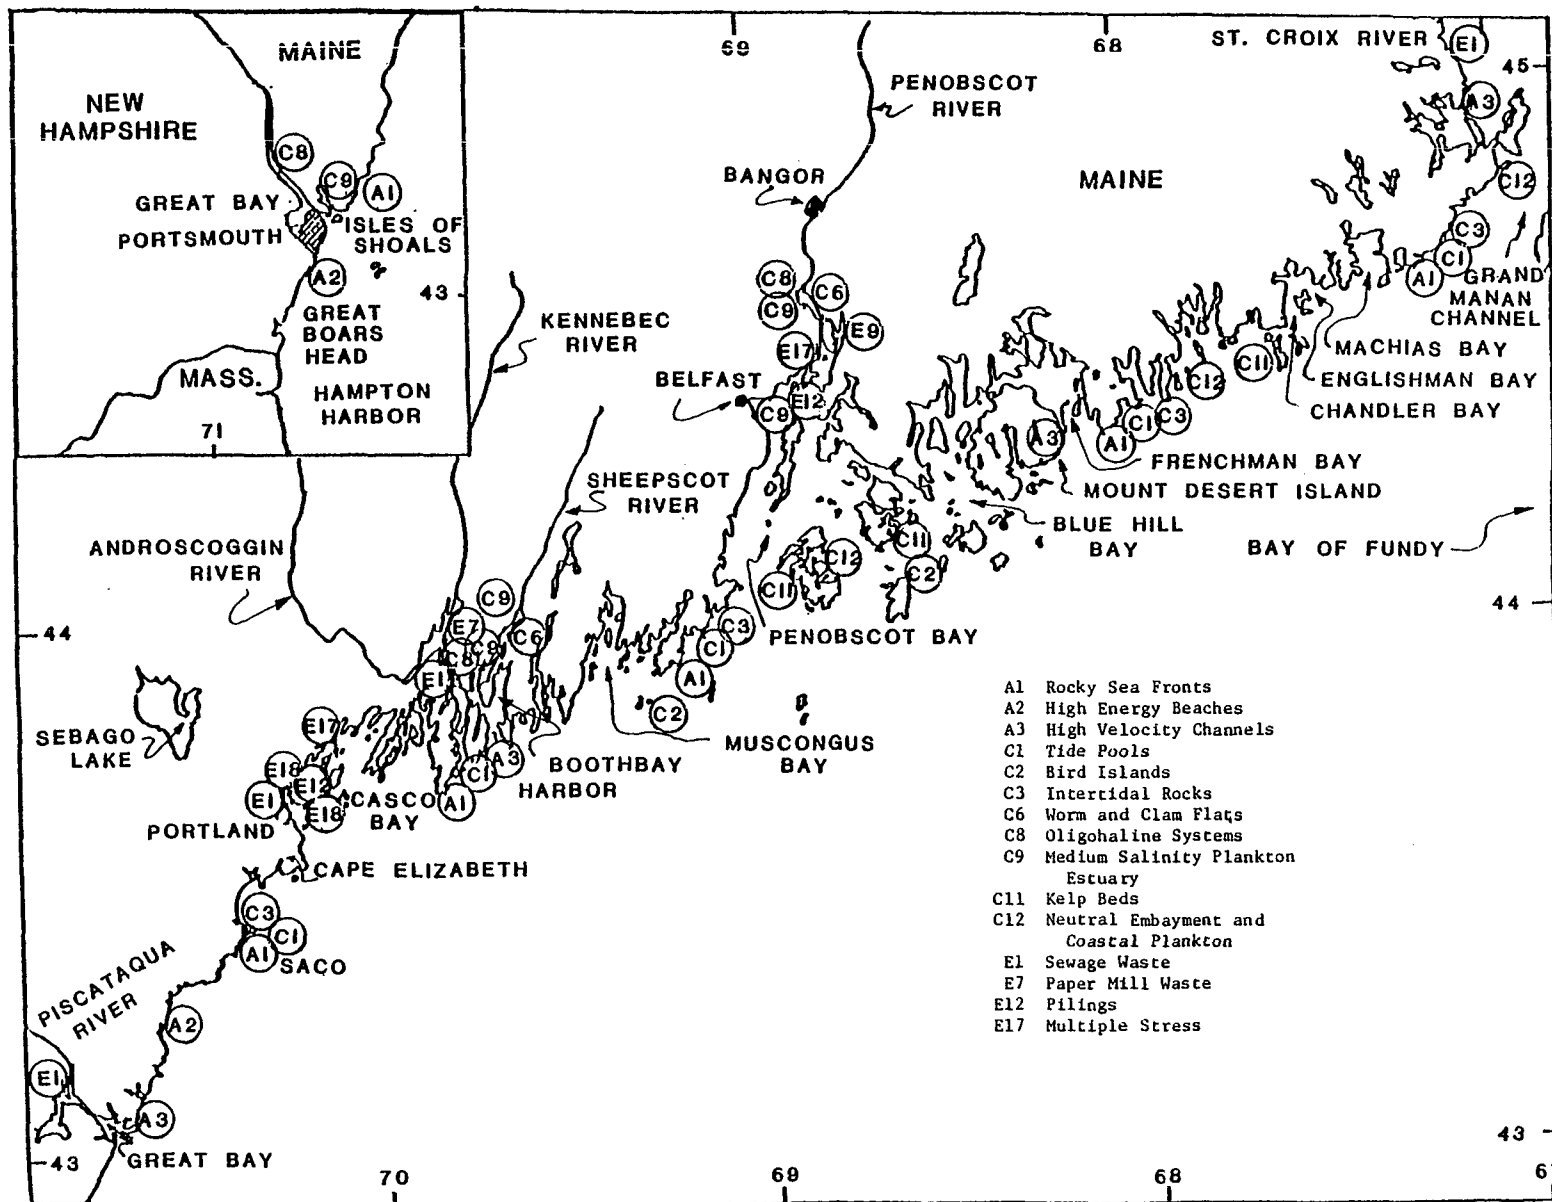 MAINE
NEW
HAMPSHIRE
C8
C9
A1
GREAT BAY
PORTSMOUTH
ISLES OF
SHOALS
A2
43
GREAT
BOARS
HEAD
MASS.
HAMPTON
HARBOR
71
69
68
ST. CROIX RIVER
E1
45
A3
PENOBSCOT
RIVER
BANGOR
MAINE
C12
C3
C1
A1
GRAND
MANAN
CHANNEL
MACHIAS BAY
ENGLISHMAN BAY
CHANDLER BAY
C11
C12
C3
C1
A1
A3
FRENCHMAN BAY
MOUNT DESERT ISLAND
BLUE HILL
BAY
BAY OF FUNDY
44
KENNEBEC
RIVER
C8
C6
C9
E9
E17
BELFAST
E12
C9
SHEEPSCOT
RIVER
C11
C12
C2
C11
PENOBSCOT BAY
ANDROSCOGGIN
RIVER
44
C9
E7
C9
C6
C8
E1
C3
C1
A1
C2
MUSCONGUS
BAY
SEBAGO
LAKE
E17
E18
E12
E1
E18
PORTLAND
CASCO
BAY
A3
C1
A1
BOOTHBAY
HARBOR
CAPE ELIZABETH
C3
C1
A1
SACO
PISCATAQUA
RIVER
A2
E1
A3
GREAT BAY
43
70
69
68
43
A1 Rocky Sea Fronts
A2 High Energy Beaches
A3 High Velocity Channels
C1 Tide Pools
C2 Bird Islands
C3 Intertidal Rocks
C6 Worm and Clam Flats
C8 Oligohaline Systems
C9 Medium Salinity Plankton
Estuary
C11 Kelp Beds
C12 Neutral Embayment and
Coastal Plankton
E1 Sewage Waste
E7 Paper Mill Waste
E12 Pilings
E17 Multiple Stress